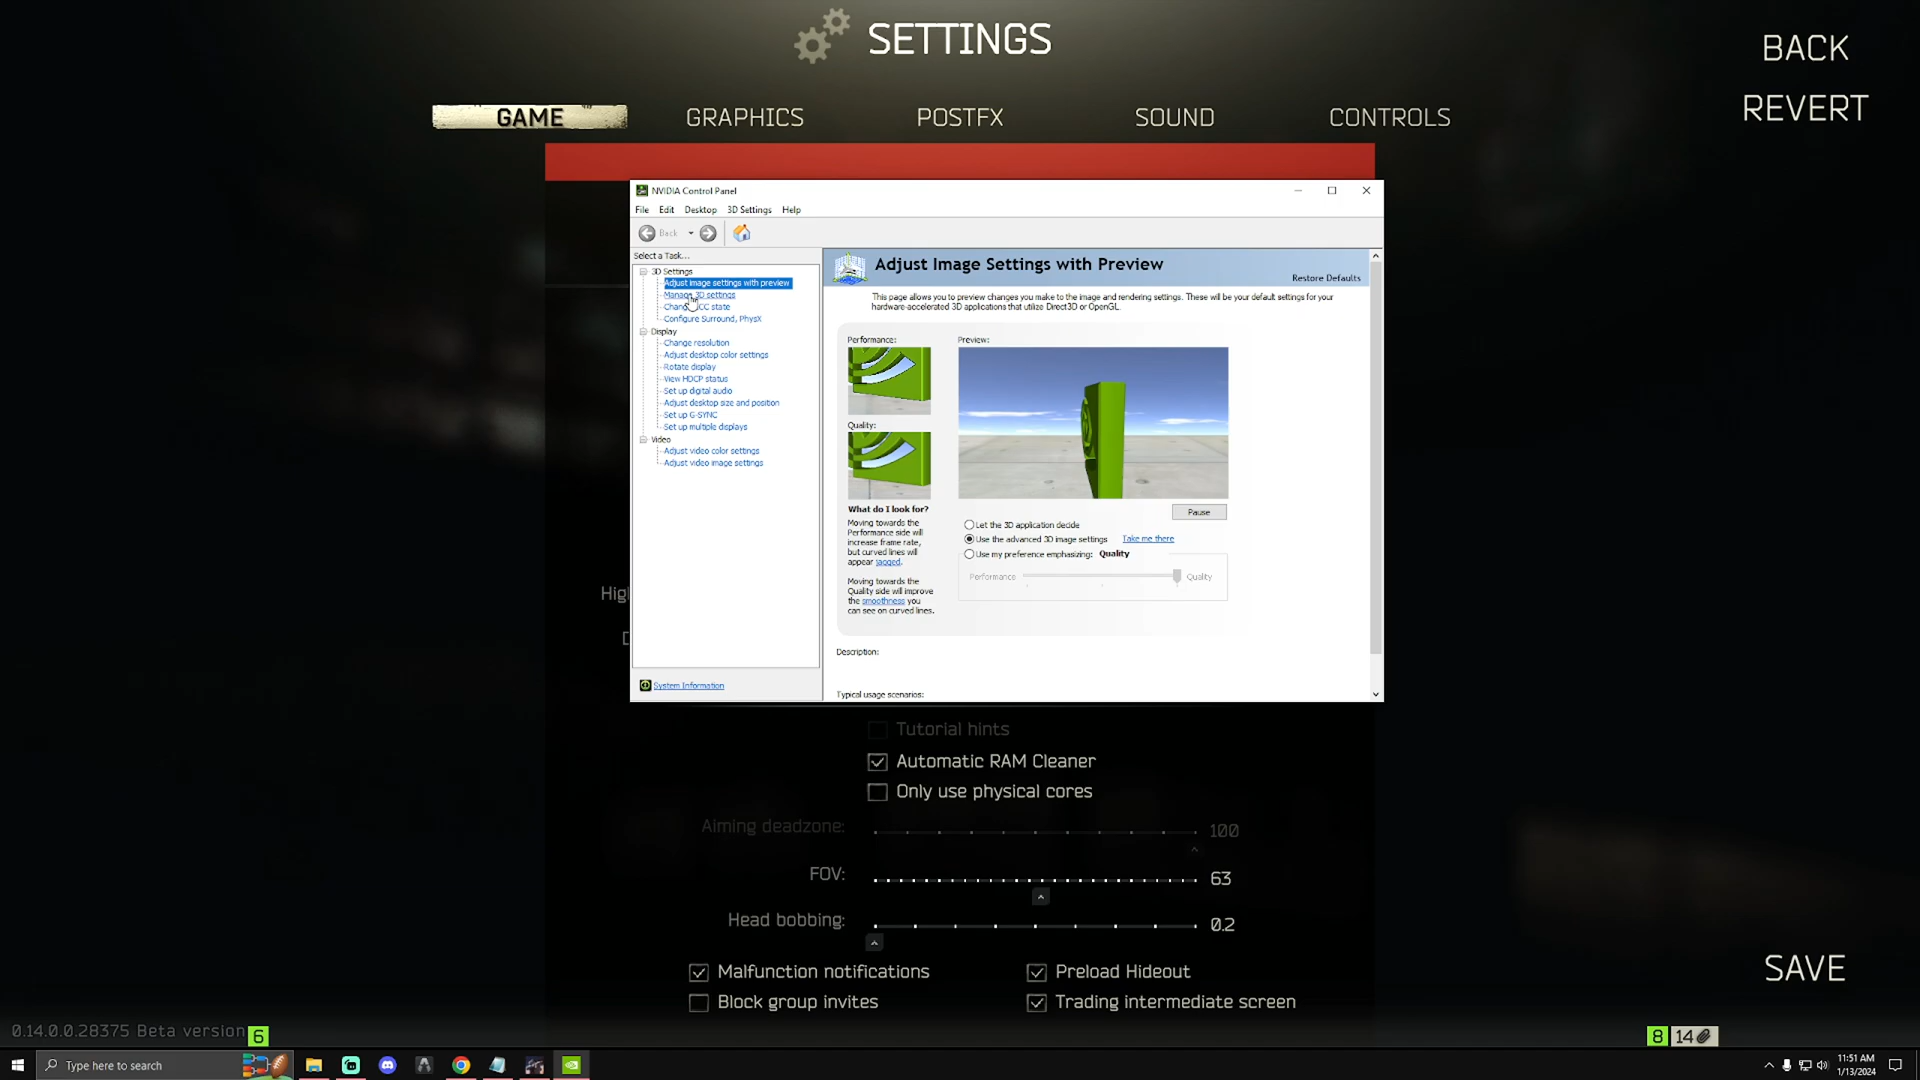 SETTINGS
BACK
REVERT
GAME
GRAPHICS
POSTFX
SOUND
CONTROLS
NVIDIA Control Panel
File Edit Desktop 3D Settings Help
Back
Select a Task...
3D Settings
Adjust image settings with preview
Manage 3D settings
Configure Surround, PhysX
Display
Change resolution
Adjust desktop color settings
Rotate display
View HDCP status
Set up digital audio
Adjust desktop size and position
Set up G-SYNC
Set up multiple displays
Video
Adjust video color settings
Adjust video image settings
System Information
Adjust Image Settings with Preview
Restore Defaults
This page allows you to preview changes you make to the image and rendering settings. These will be your default settings for your
hardware-accelerated 3D applications that utilize Direct3D or OpenGL.
Performance:
Preview:
Quality:
What do I look for?
Moving towards the
Performance side will
increase frame rate,
but curved lines will
appear jagged.
Moving towards the
Quality side will improve
the smoothness you
can see on curved lines.
Pause
Let the 3D application decide
Use the advanced 3D image settings Take me there
Use my preference emphasizing: Quality
Performance Quality
Description:
Typical usage scenarios:
Tutorial hints
Automatic RAM Cleaner
Only use physical cores
Aiming deadzone: 100
FOV: 63
Head bobbing: 0.2
Malfunction notifications
Preload Hideout
Block group invites
Trading intermediate screen
SAVE
0.14.0.0.28375 Beta version
6
8 14
Type here to search
11:51 AM
1/13/2024